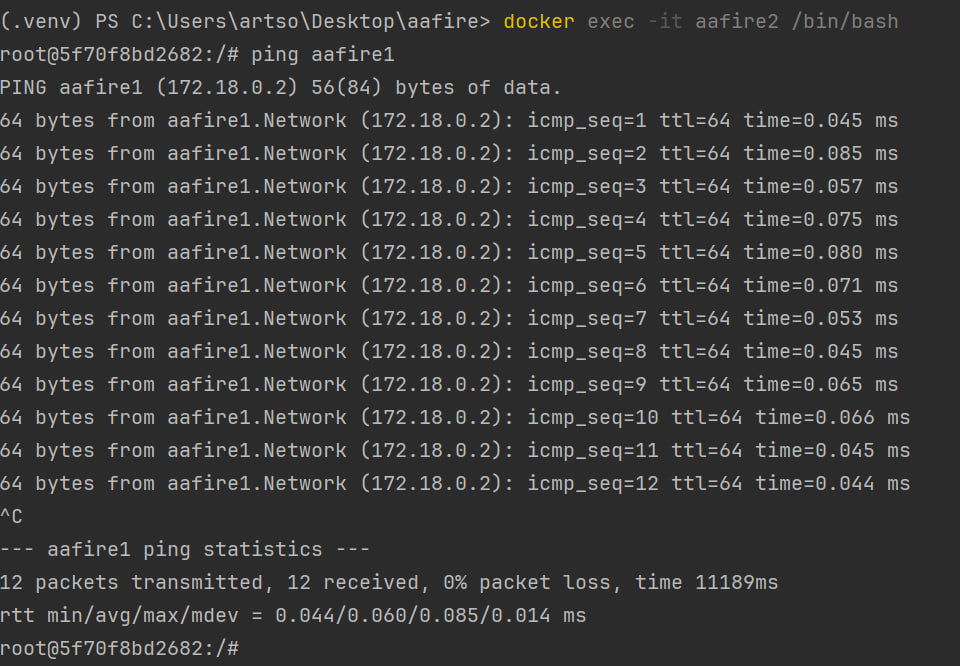 (.venv) PS C:\Users\artso\Desktop\aafire> docker exec -it aafire2 /bin/bash
root@5f70f8bd2682:/# ping aafire1
PING aafire1 (172.18.0.2) 56(84) bytes of data.
64 bytes from aafire1.Network (172.18.0.2): icmp_seq=1 ttl=64 time=0.045 ms
64 bytes from aafire1.Network (172.18.0.2): icmp_seq=2 ttl=64 time=0.085 ms
64 bytes from aafire1.Network (172.18.0.2): icmp_seq=3 ttl=64 time=0.057 ms
64 bytes from aafire1.Network (172.18.0.2): icmp_seq=4 ttl=64 time=0.075 ms
64 bytes from aafire1.Network (172.18.0.2): icmp_seq=5 ttl=64 time=0.080 ms
64 bytes from aafire1.Network (172.18.0.2): icmp_seq=6 ttl=64 time=0.071 ms
64 bytes from aafire1.Network (172.18.0.2): icmp_seq=7 ttl=64 time=0.053 ms
64 bytes from aafire1.Network (172.18.0.2): icmp_seq=8 ttl=64 time=0.045 ms
64 bytes from aafire1.Network (172.18.0.2): icmp_seq=9 ttl=64 time=0.065 ms
64 bytes from aafire1.Network (172.18.0.2): icmp_seq=10 ttl=64 time=0.066 ms
64 bytes from aafire1.Network (172.18.0.2): icmp_seq=11 ttl=64 time=0.045 ms
64 bytes from aafire1.Network (172.18.0.2): icmp_seq=12 ttl=64 time=0.044 ms
^C
--- aafire1 ping statistics ---
12 packets transmitted, 12 received, 0% packet loss, time 11189ms
rtt min/avg/max/mdev = 0.044/0.060/0.085/0.014 ms
root@5f70f8bd2682:/#